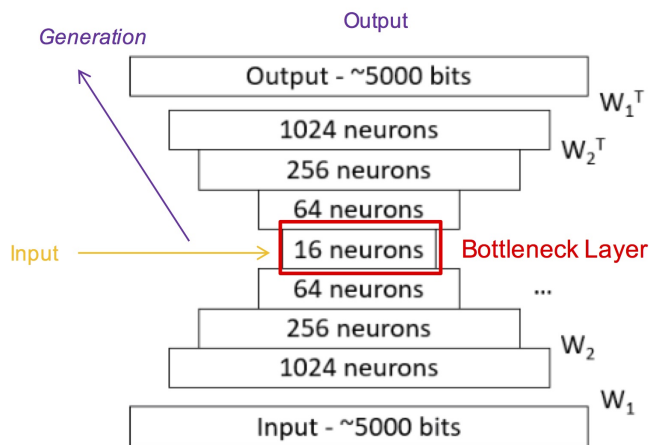 Output
Generation
Output - ~5000 bits
W₁ᵀ
1024 neurons
W₂ᵀ
256 neurons
64 neurons
Input
16 neurons
Bottleneck Layer
64 neurons
...
256 neurons
W₂
1024 neurons
W₁
Input - ~5000 bits